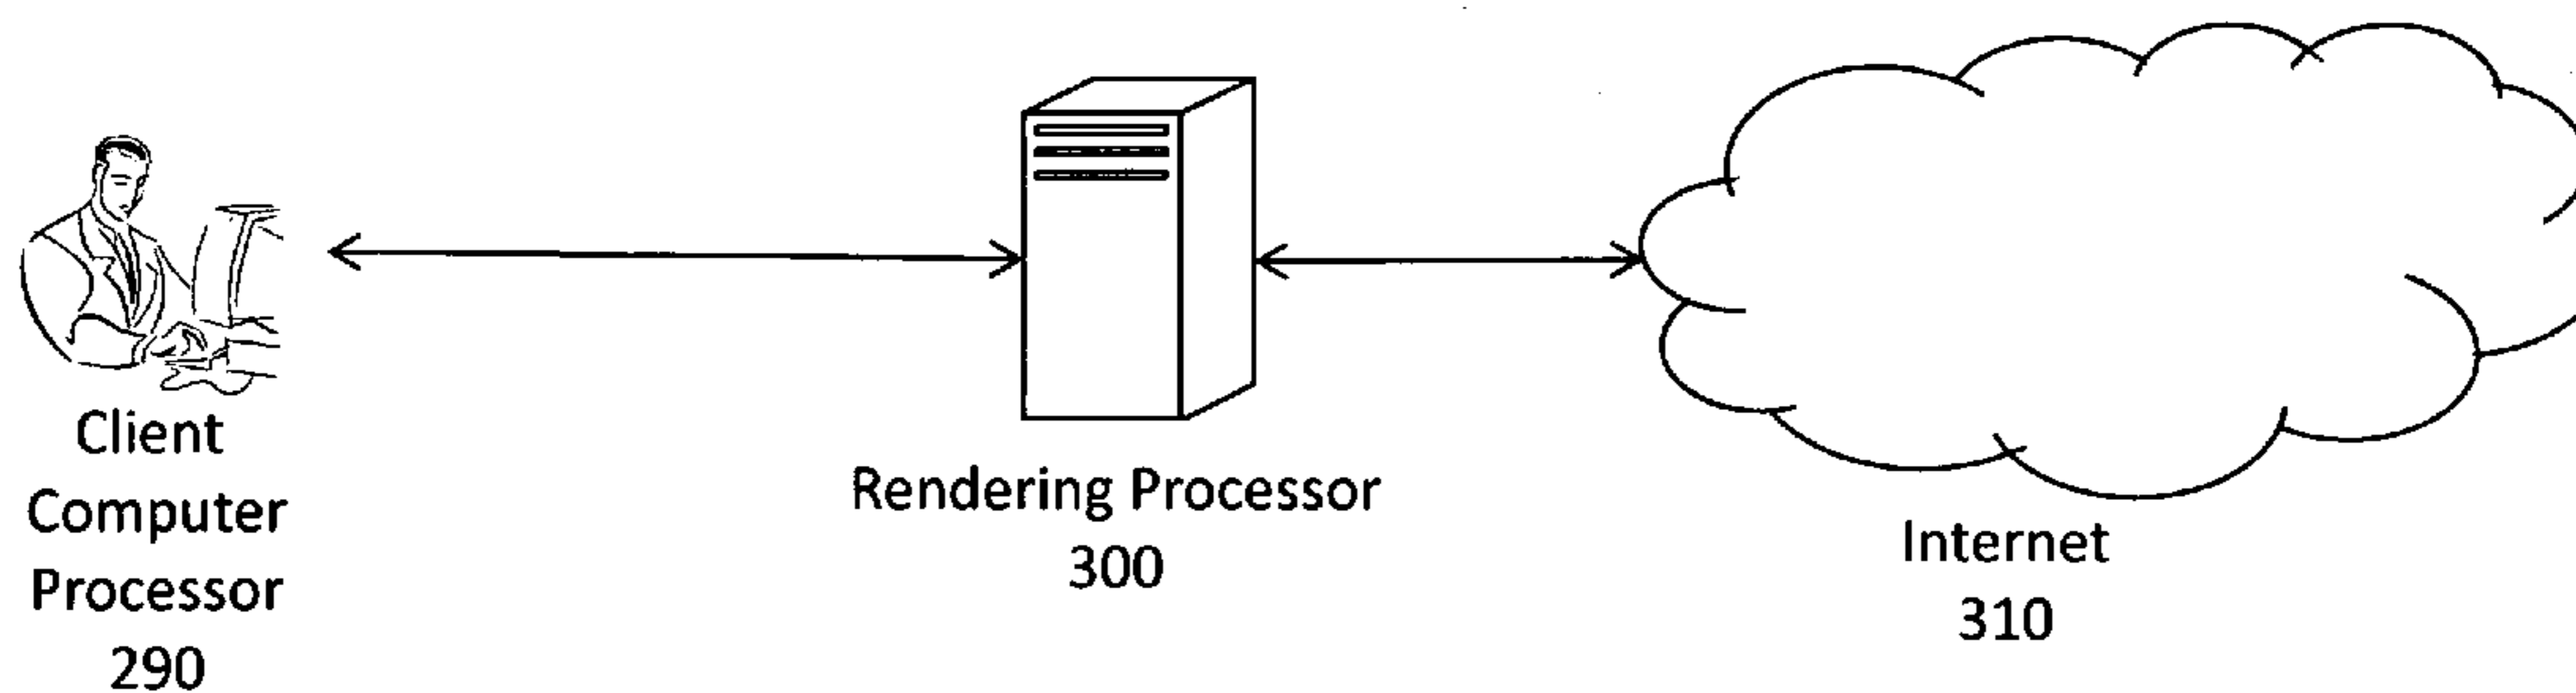 Client
Computer
Processor
290
Rendering Processor
300
Internet
310